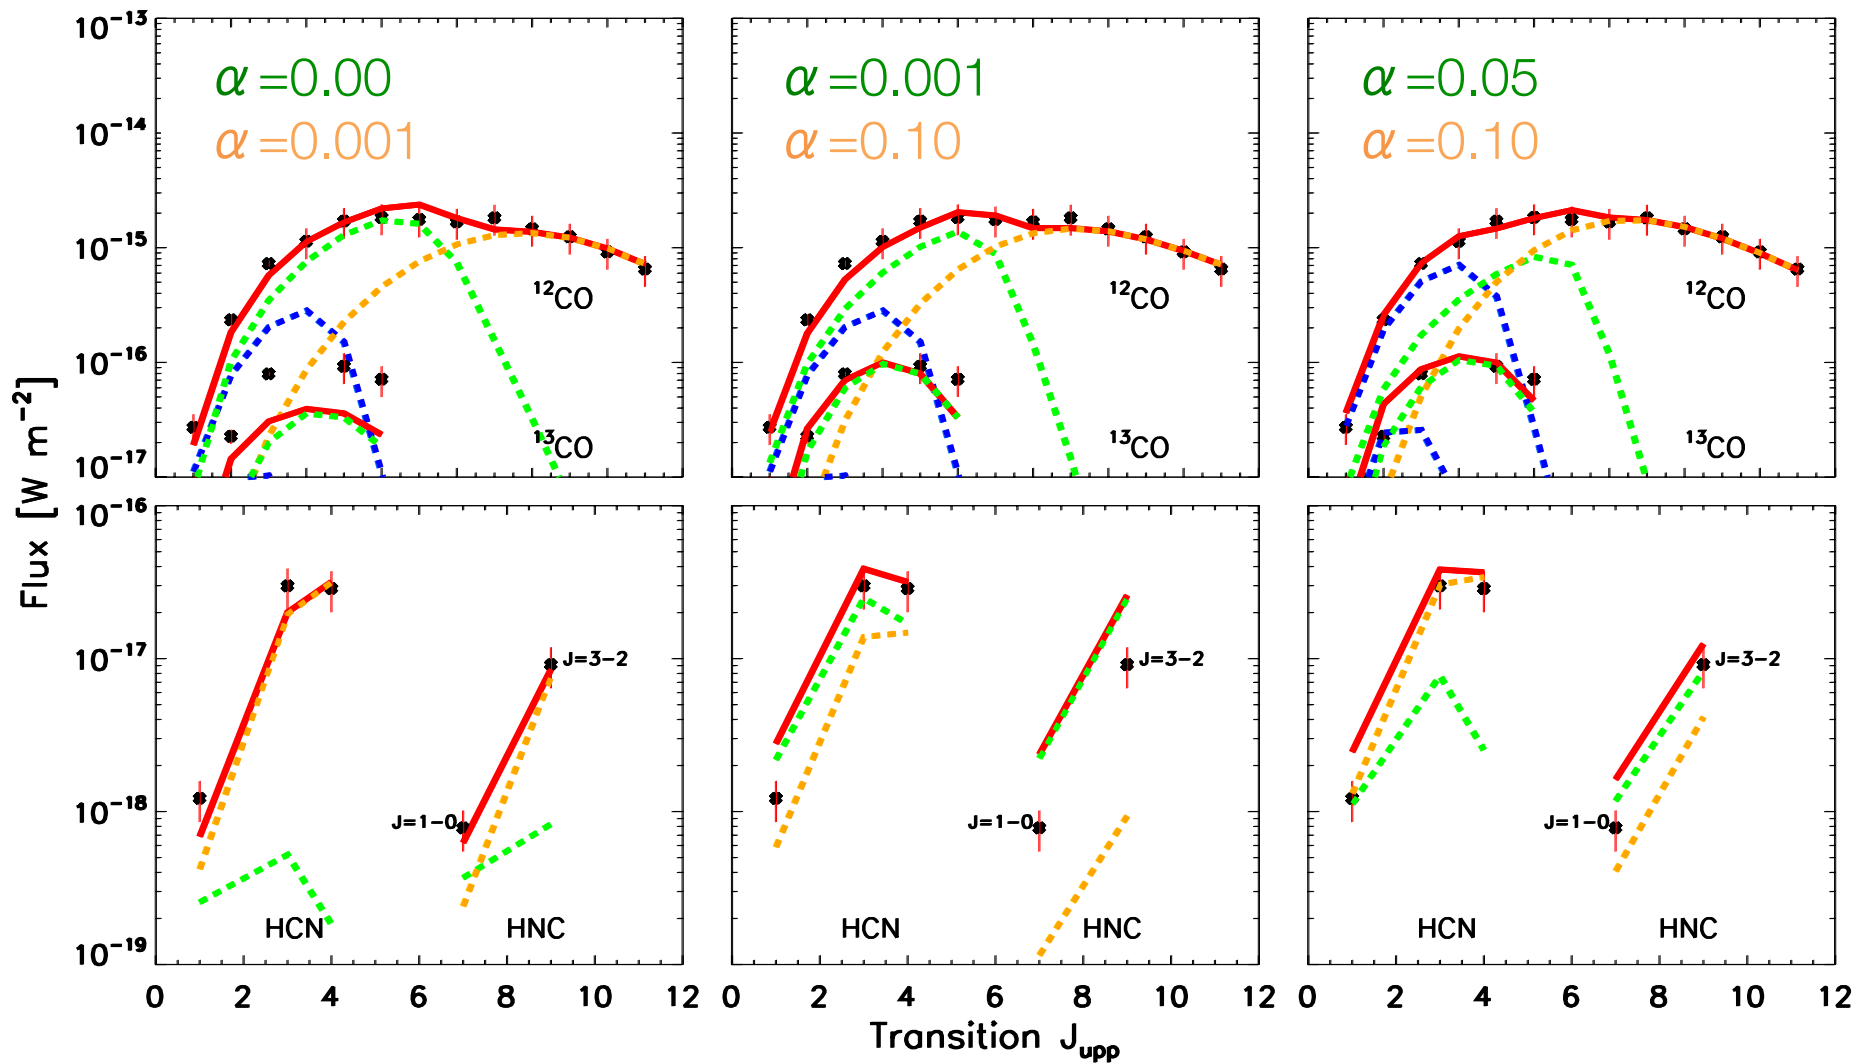 10⁻¹³
10⁻¹⁴
10⁻¹⁵
10⁻¹⁶
10⁻¹⁷
α=0.00
α=0.001
¹²CO
¹³CO
α=0.001
α=0.10
¹²CO
¹³CO
α=0.05
α=0.10
¹²CO
¹³CO
Flux [W m⁻²]
10⁻¹⁶
10⁻¹⁷
10⁻¹⁸
10⁻¹⁹
J=3-2
J=1-0
HCN HNC
J=3-2
J=1-0
HCN HNC
J=3-2
J=1-0
HCN HNC
0 2 4 6 8 10 12
0 2 4 6 8 10 12
0 2 4 6 8 10 12
Transition J_upp